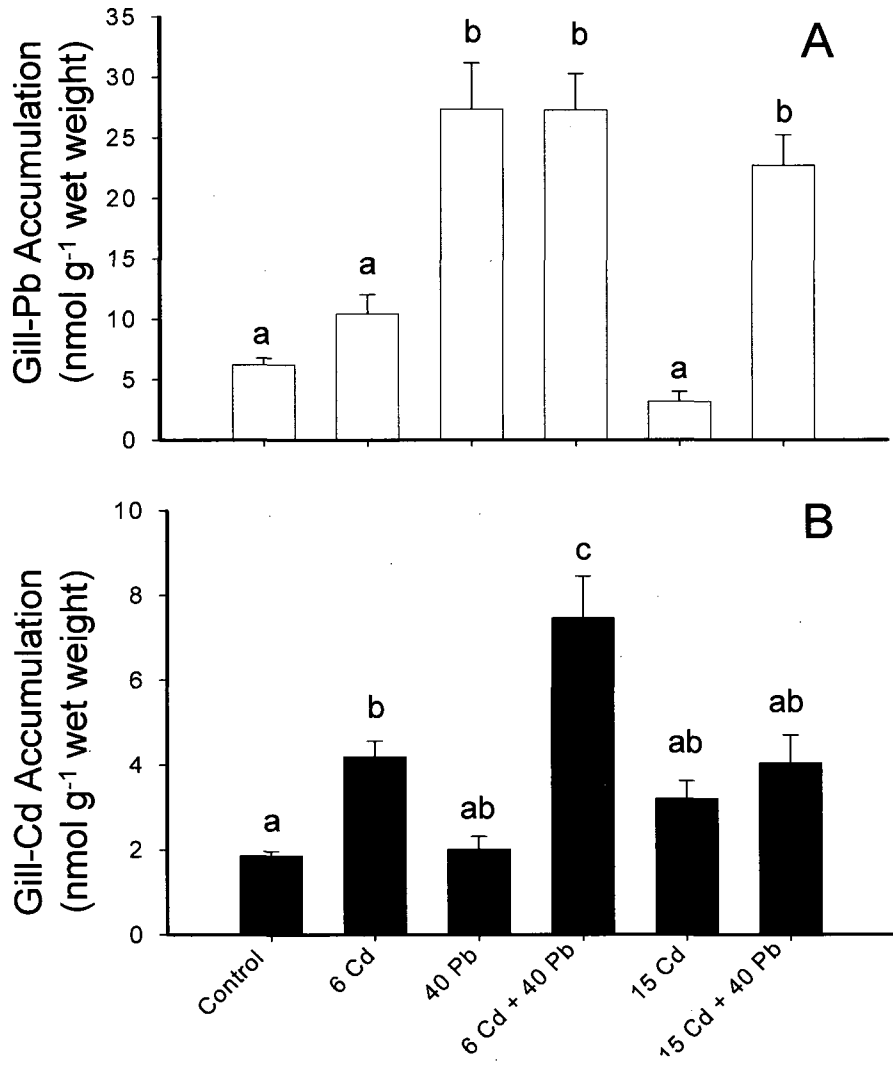 A
Gill-Pb Accumulation
(nmol g⁻¹ wet weight)
35
30
25
20
15
10
5
0
a
a
b
b
a
b
B
Gill-Cd Accumulation
(nmol g⁻¹ wet weight)
10
8
6
4
2
0
a
b
ab
c
ab
ab
Control
6 Cd
40 Pb
6 Cd + 40 Pb
15 Cd
15 Cd + 40 Pb